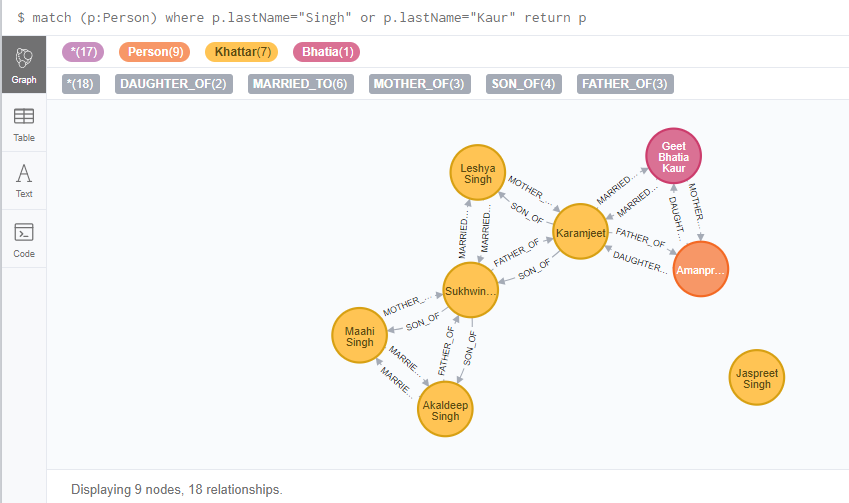 $ match (p:Person) where p.lastName="Singh" or p.lastName="Kaur" return p
Graph
Table
Text
Code
*(17) Person(9) Khattar(7) Bhatia(1)
*(18) DAUGHTER_OF(2) MARRIED_TO(6) MOTHER_OF(3) SON_OF(4) FATHER_OF(3)
Geet
Bhatia
Kaur
Leshya
Singh
MOTHER_…
SON_OF
MARRIED…
MARRIED…
MOTHER…
DAUGHT…
Karamjeet
FATHER_OF
DAUGHTER…
Amanpr…
MARRIED…
MARRIED…
FATHER_OF
SON_OF
Sukhwin…
MOTHER_…
SON_OF
Maahi
Singh
MARRIE…
MARRIE…
FATHER_OF
SON_OF
Akaldeep
Singh
Jaspreet
Singh
Displaying 9 nodes, 18 relationships.